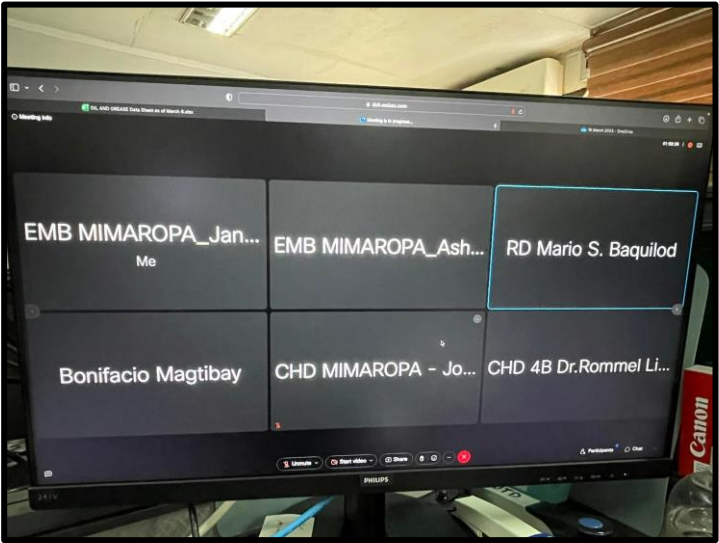 OIL AND GREASE Data Sheet as of March 8.xlsx
Meeting is in progress...
Meeting Info
EMB MIMAROPA_Jan...
Me
EMB MIMAROPA_Ash...
RD Mario S. Baquilod
Bonifacio Magtibay
CHD MIMAROPA - Jo...
CHD 4B Dr.Rommel Li...
Unmute
Start video
Share
Participants
Chat
PHILIPS
Canon